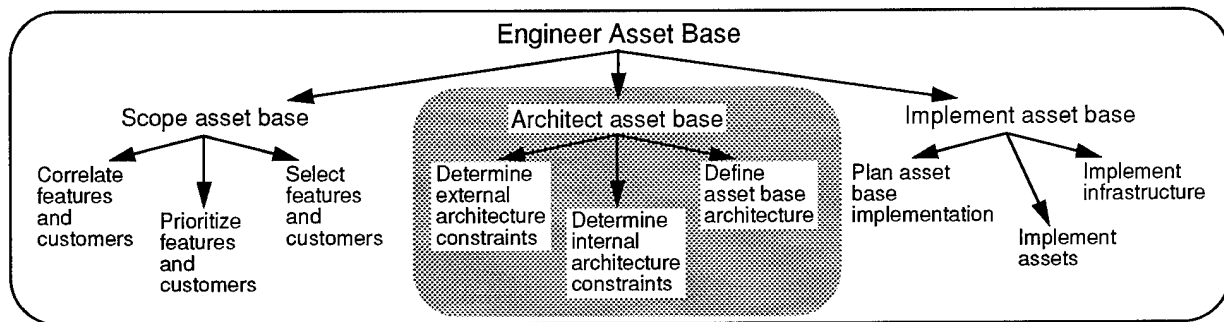 Engineer Asset Base
Scope asset base
Architect asset base
Implement asset base
Correlate
features
and
customers
Prioritize
features
and
customers
Select
features
and
customers
Determine
external
architecture
constraints
Determine
internal
architecture
constraints
Define
asset base
architecture
Plan asset
base
implementation
Implement
assets
Implement
infrastructure